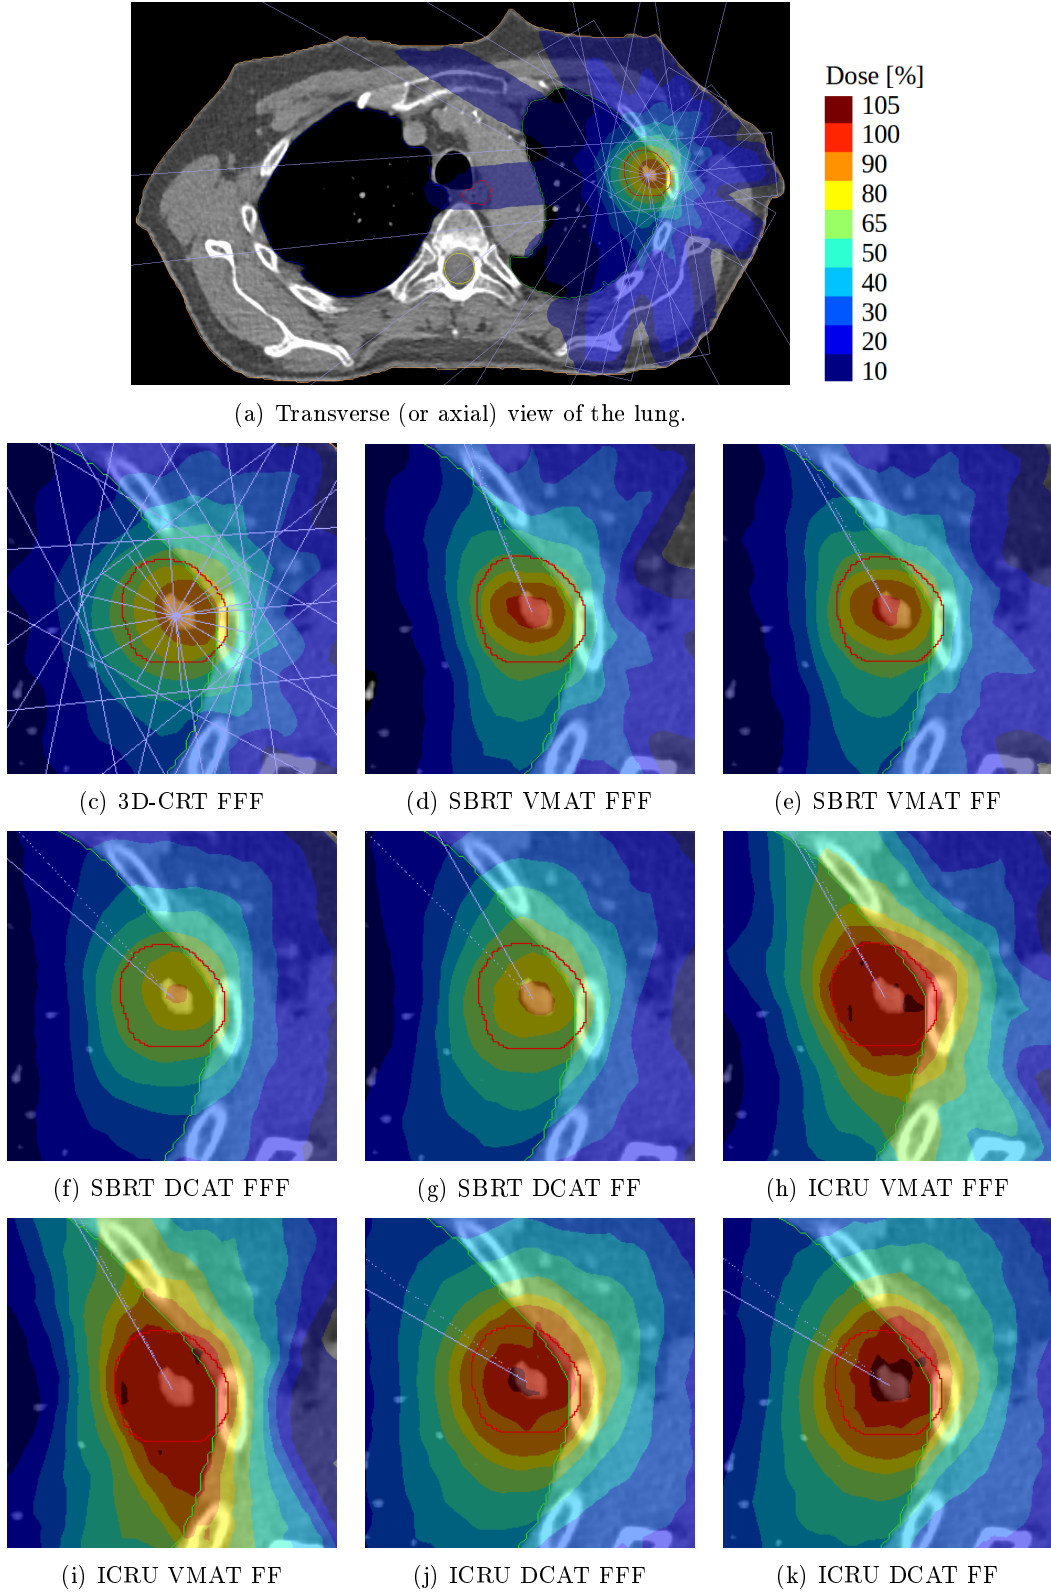 Dose [%]
105
100
90
80
65
50
40
30
20
10
(a) Transverse (or axial) view of the lung.
(c) 3D-CRT FFF
(d) SBRT VMAT FFF
(e) SBRT VMAT FF
(f) SBRT DCAT FFF
(g) SBRT DCAT FF
(h) ICRU VMAT FFF
(i) ICRU VMAT FF
(j) ICRU DCAT FFF
(k) ICRU DCAT FF